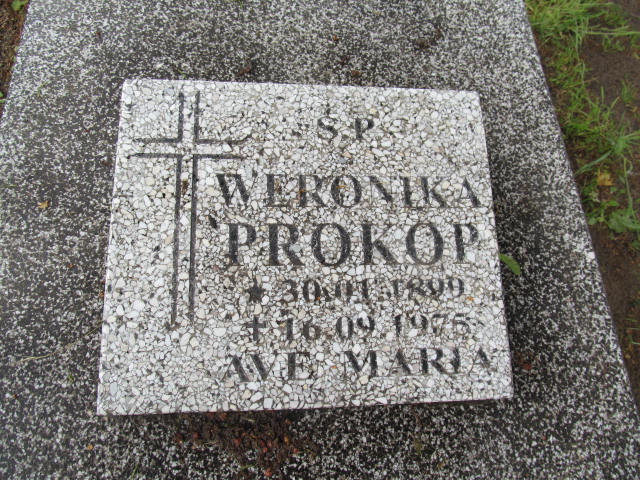 Ś.P.
WERONIKA
PROKOP
★ 30.01.1899
✝ 16.09.1975
AVE MARIA